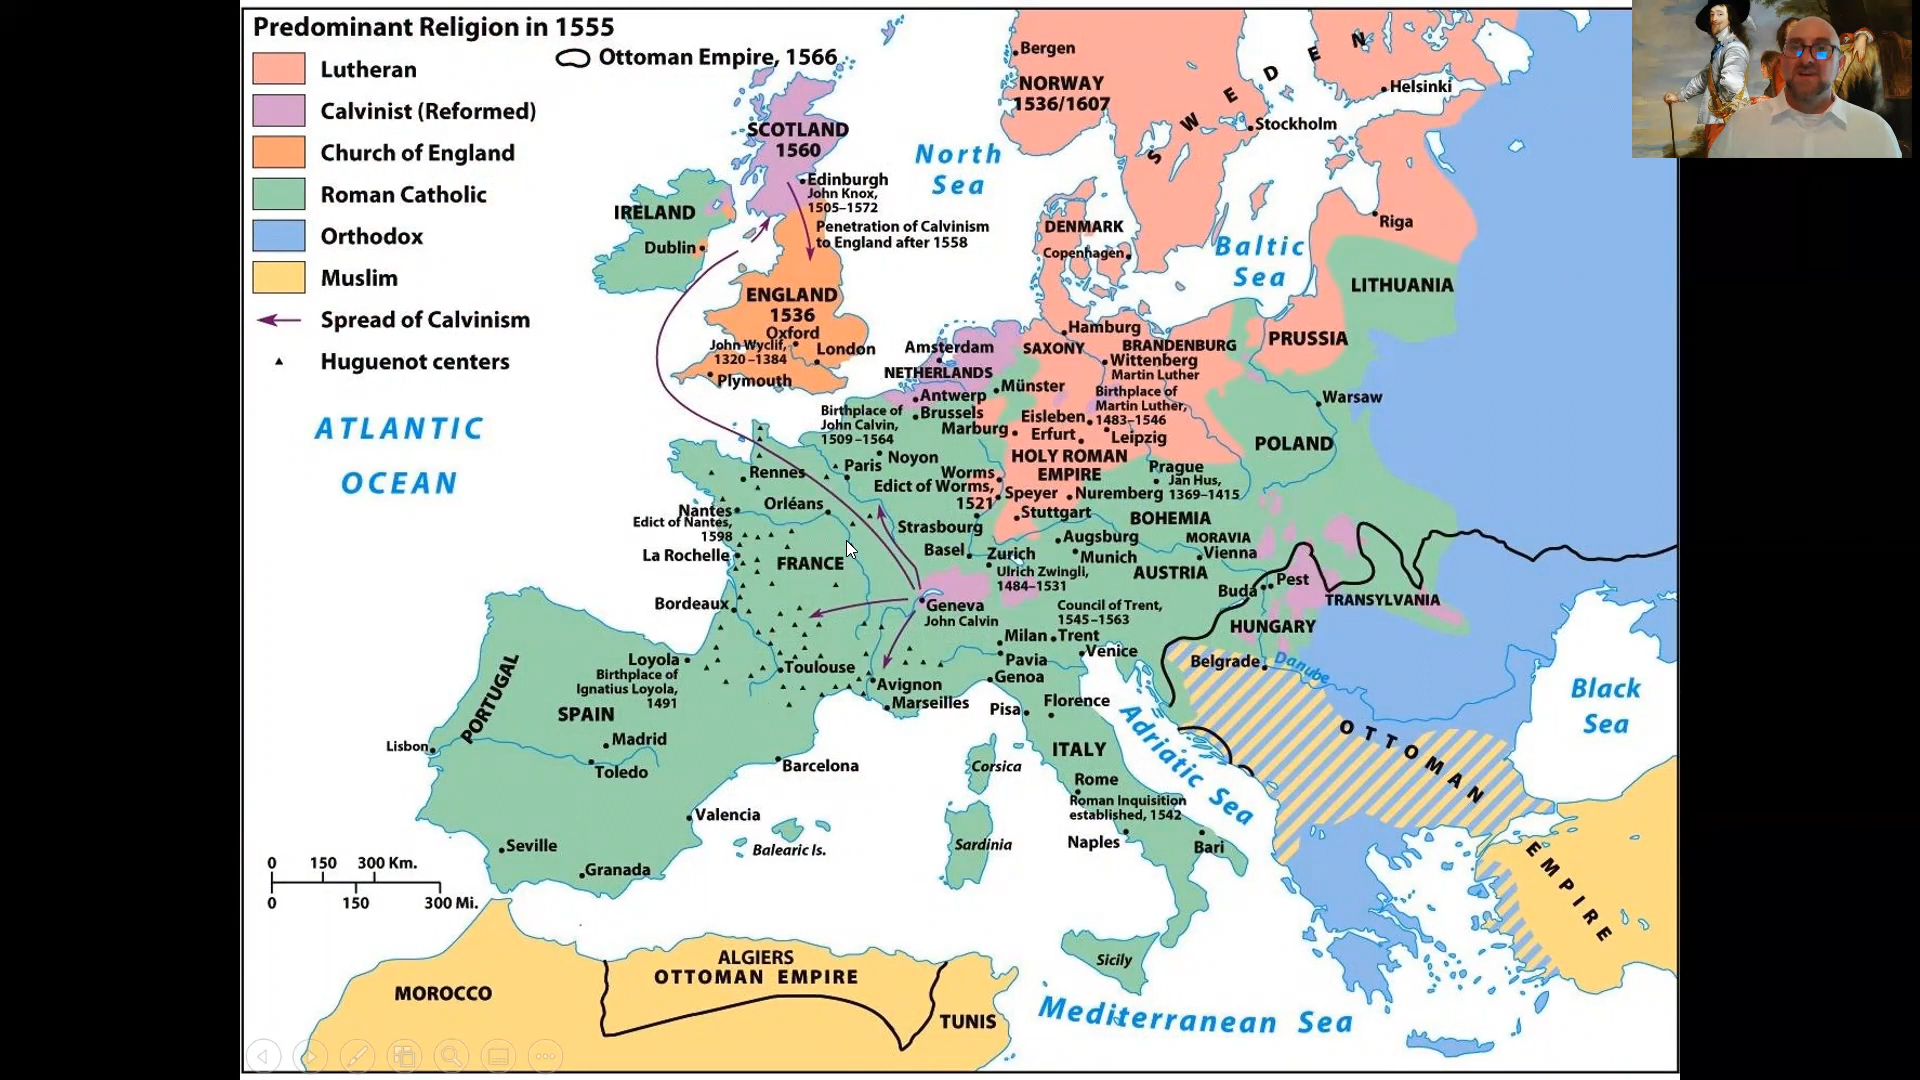 Predominant Religion in 1555
Ottoman Empire, 1566
Lutheran
Calvinist (Reformed)
Church of England
Roman Catholic
Orthodox
Muslim
Spread of Calvinism
Huguenot centers
ATLANTIC
OCEAN
Bergen
NORWAY
1536/1607
SWEDEN
Helsinki
Stockholm
North
Sea
SCOTLAND
1560
Edinburgh
John Knox,
1505–1572
Penetration of Calvinism
to England after 1558
IRELAND
Dublin
DENMARK
Copenhagen
Baltic
Sea
Riga
LITHUANIA
ENGLAND
1536
Oxford
John Wyclif,
1320–1384
London
Plymouth
Amsterdam
NETHERLANDS
Antwerp
Brussels
Hamburg
SAXONY
BRANDENBURG
PRUSSIA
Wittenberg
Martin Luther
Münster
Birthplace of
Martin Luther,
1483–1546
Eisleben
Marburg
Erfurt
Leipzig
Warsaw
POLAND
Birthplace of
John Calvin,
1509–1564
Noyon
Paris
Rennes
Orléans
Nantes
Edict of Nantes,
1598
La Rochelle
FRANCE
Bordeaux
HOLY ROMAN
EMPIRE
Worms
Edict of Worms,
1521
Speyer
Nuremberg
Prague
Jan Hus,
1369–1415
Stuttgart
Strasbourg
BOHEMIA
Augsburg
MORAVIA
Basel
Zurich
Munich
Vienna
Ulrich Zwingli,
1484–1531
AUSTRIA
Buda
Pest
TRANSYLVANIA
HUNGARY
Geneva
John Calvin
Council of Trent,
1545–1563
Milan
Trent
Pavia
Venice
Genoa
Belgrade
Danube
Loyola
Birthplace of
Ignatius Loyola,
1491
Toulouse
Avignon
Marseilles
PORTUGAL
SPAIN
Lisbon
Madrid
Toledo
Barcelona
Valencia
Balearic Is.
Seville
Granada
Pisa
Florence
ITALY
Corsica
Sardinia
Rome
Roman Inquisition
established, 1542
Naples
Bari
Sicily
Adriatic Sea
Black
Sea
OTTOMAN
EMPIRE
0 150 300 Km.
0 150 300 Mi.
MOROCCO
ALGIERS
OTTOMAN EMPIRE
TUNIS
Mediterranean Sea